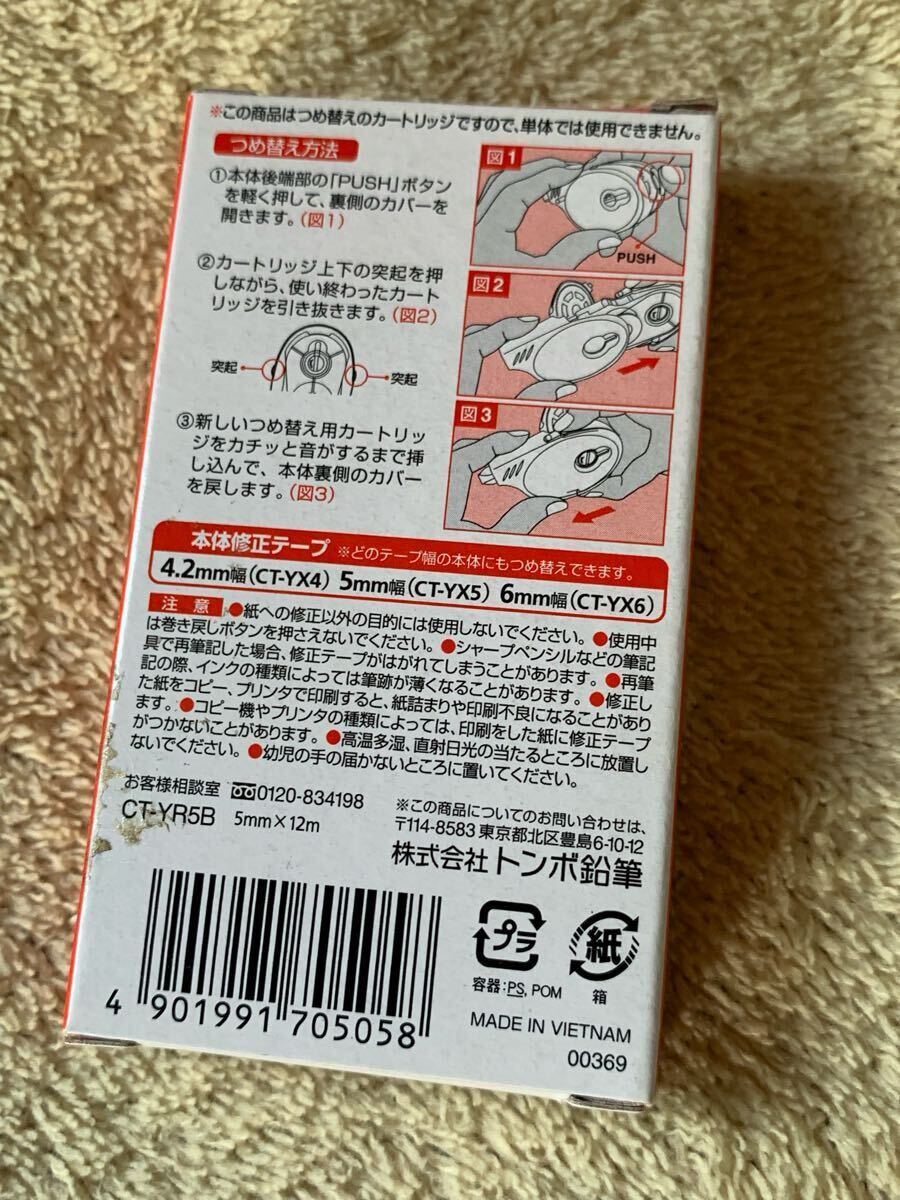 ※この商品はつめ替えのカートリッジですので、単体では使用できません。
つめ替え方法
①本体後端部の「PUSH」ボタン
を軽く押して、裏側のカバーを
開きます。(図1)
図1
PUSH
②カートリッジ上下の突起を押
しながら、使い終わったカート
リッジを引き抜きます。(図2)
突起
突起
図2
③新しいつめ替え用カートリッ
ジをカチッと音がするまで挿
し込んで、本体裏側のカバー
を戻します。(図3)
図3
本体修正テープ ※どのテープ幅の本体にもつめ替えできます。
4.2mm幅(CT-YX4) 5mm幅(CT-YX5) 6mm幅(CT-YX6)
注意 ●紙への修正以外の目的には使用しないでください。●使用中
は巻き戻しボタンを押さえないでください。●シャープペンシルなどの筆記
具で再筆記した場合、修正テープがはがれてしまうことがあります。●再筆
記の際、インクの種類によっては筆跡が薄くなることがあります。●修正し
た紙をコピー、プリンタで印刷すると、紙詰まりや印刷不良になることがあり
ます。●コピー機やプリンタの種類によっては、印刷をした紙に修正テープ
がつかないことがあります。●高温多湿、直射日光の当たるところに放置し
ないでください。●幼児の手の届かないところに置いてください。
お客様相談室 0120-834198
CT-YR5B 5mm×12m
※この商品についてのお問い合わせは、
〒114-8583 東京都北区豊島6-10-12
株式会社トンボ鉛筆
4 901991 705058
プラ
容器:PS, POM
紙
箱
MADE IN VIETNAM
00369